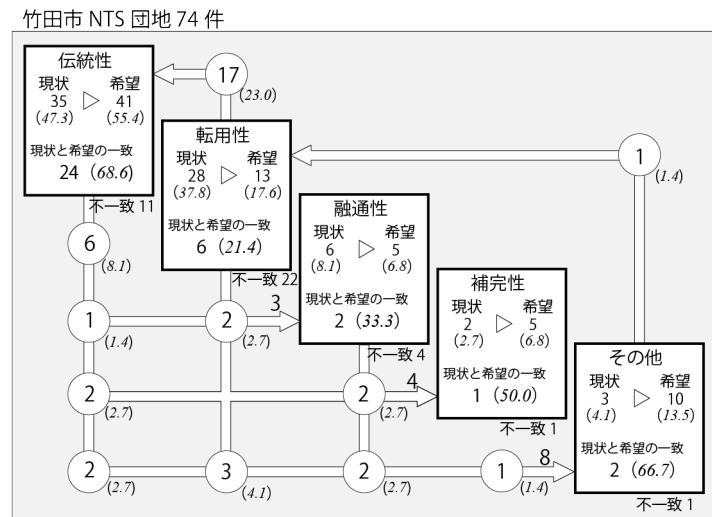 竹田市 NTS 団地 74 件
伝統性
現状 希望
35 ▷ 41
(47.3) (55.4)
現状と希望の一致
24 (68.6)
不一致 11
17
(23.0)
転用性
現状 希望
28 ▷ 13
(37.8) (17.6)
現状と希望の一致
6 (21.4)
不一致 22
1
(1.4)
融通性
現状 希望
6 ▷ 5
(8.1) (6.8)
現状と希望の一致
2 (33.3)
不一致 4
補完性
現状 希望
2 ▷ 5
(2.7) (6.8)
現状と希望の一致
1 (50.0)
不一致 1
その他
現状 希望
3 ▷ 10
(4.1) (13.5)
現状と希望の一致
2 (66.7)
不一致 1
6
(8.1)
1
(1.4)
2
(2.7)
3
2
(2.7)
2
(2.7)
4
2
(2.7)
3
(4.1)
2
(2.7)
1
(1.4)
8